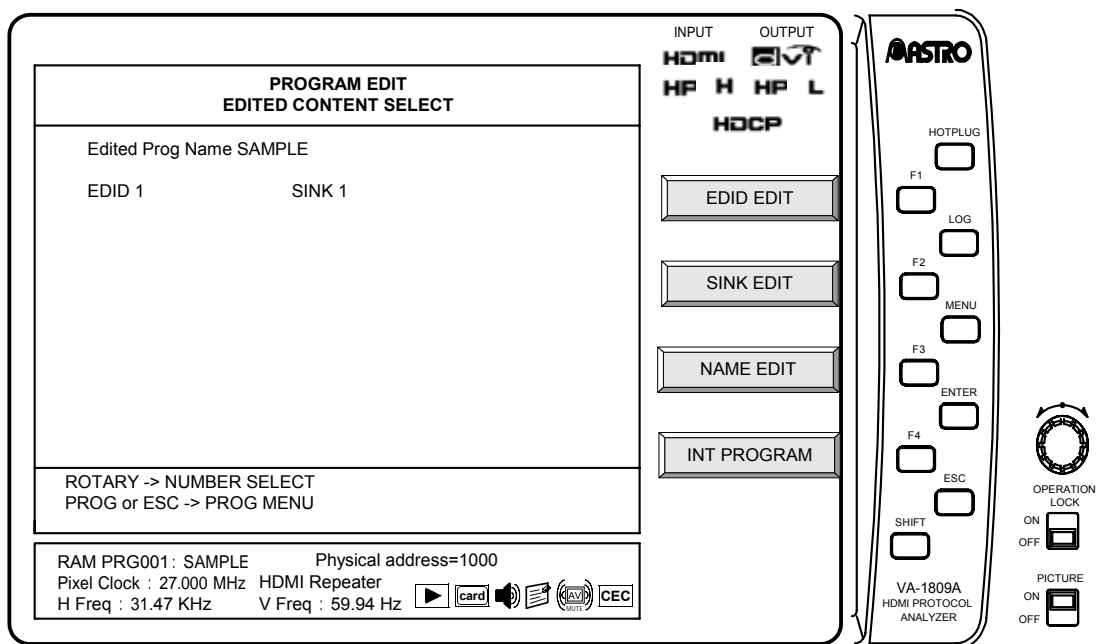 PROGRAM EDIT
EDITED CONTENT SELECT
Edited Prog Name SAMPLE
EDID 1 SINK 1
ROTARY -> NUMBER SELECT
PROG or ESC -> PROG MENU
RAM PRG001: SAMPLE Physical address=1000
Pixel Clock : 27.000 MHz HDMI Repeater
H Freq : 31.47 KHz V Freq : 59.94 Hz
card
AV
MUTE
CEC
INPUT OUTPUT
HDMI DVI
HP H HP L
HDCP
EDID EDIT
SINK EDIT
NAME EDIT
INT PROGRAM
ASTRO
HOTPLUG
F1
LOG
F2
MENU
F3
ENTER
F4
ESC
SHIFT
VA-1809A
HDMI PROTOCOL
ANALYZER
OPERATION
LOCK
ON
OFF
PICTURE
ON
OFF